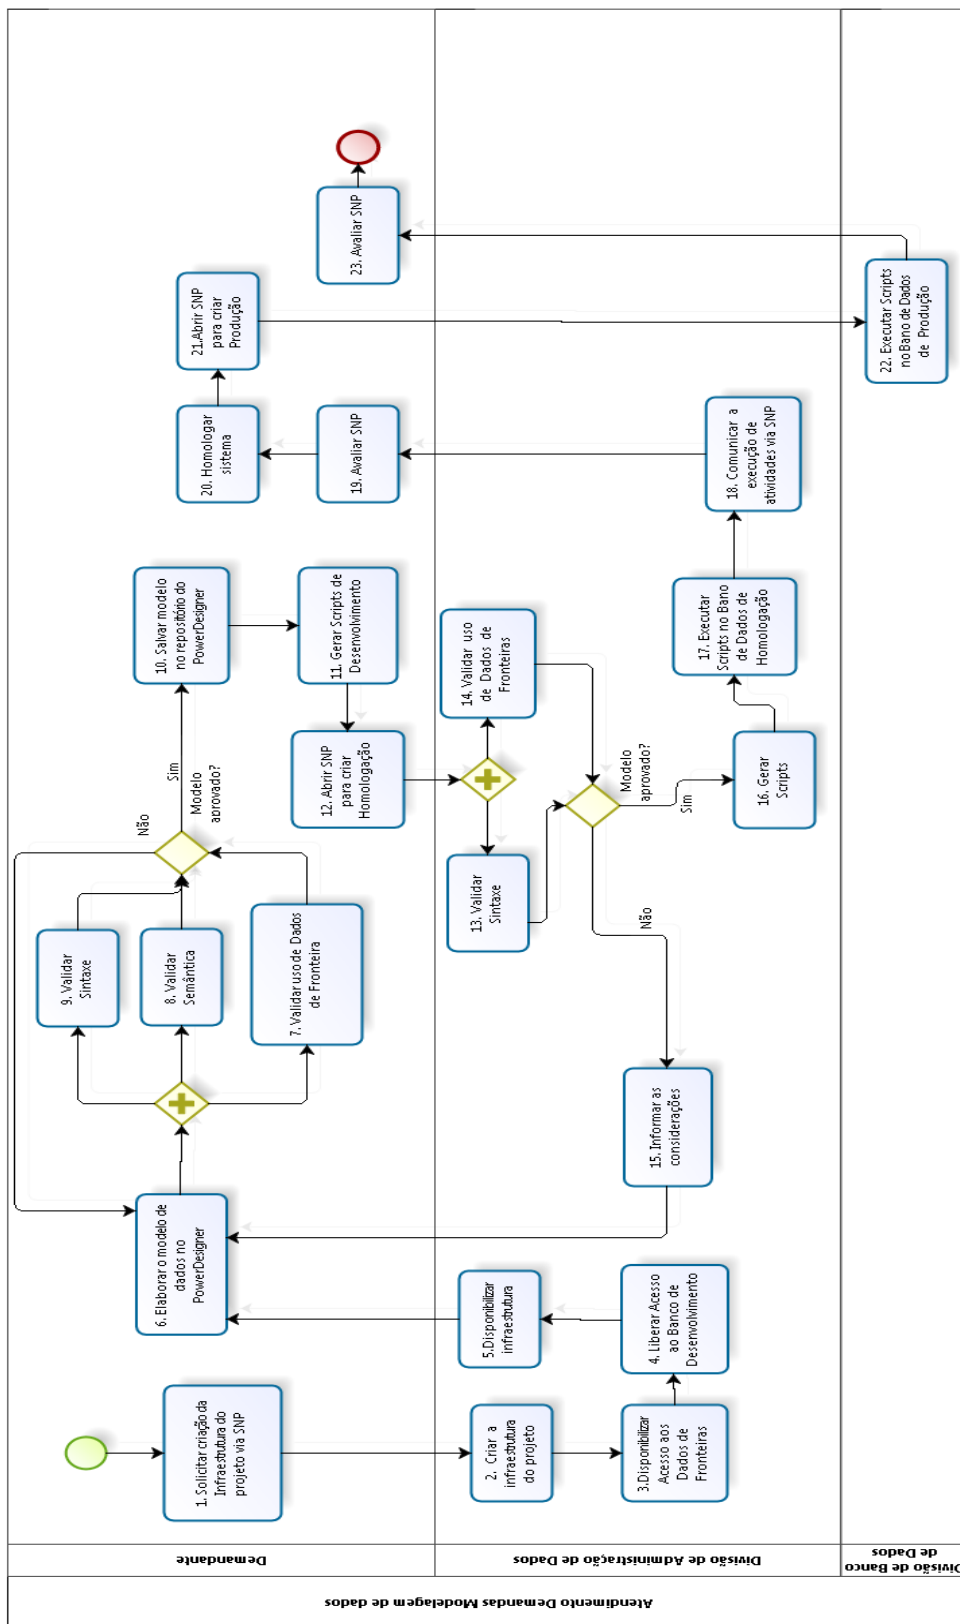 Atendimento Demandas Modelagem de dados
Demandante
Divisão de Administração de Dados
Divisão de Banco
de Dados
1. Solicitar criação da
Infraestrutura do
projeto via SNP
2. Criar a
infraestrutura
do projeto
3.Disponibilizar
Acesso aos
Dados de
Fronteiras
4. Liberar Acesso
ao Banco de
Desenvolvimento
5.Disponibilizar
infraestrutura
6. Elaborar o modelo de
dados no
PowerDesigner
7. Validar uso de Dados
de Fronteira
8. Validar
Semântica
9. Validar
Sintaxe
Não
Sim
Modelo
aprovado?
10. Salvar modelo
no repositório do
PowerDesigner
11. Gerar Scripts de
Desenvolvimento
12. Abrir SNP
para criar
Homologação
13. Validar
Sintaxe
14. Validar uso
de Dados de
Fronteiras
Modelo
aprovado?
Sim
Não
15. Informar as
considerações
16. Gerar
Scripts
17. Executar
Scripts no Bano
de Dados de
Homologação
18. Comunicar a
execução de
atividades via SNP
19. Avaliar SNP
20. Homologar
sistema
21.Abrir SNP
para criar
Produção
22. Executar Scripts
no Bano de Dados
de Produção
23. Avaliar SNP